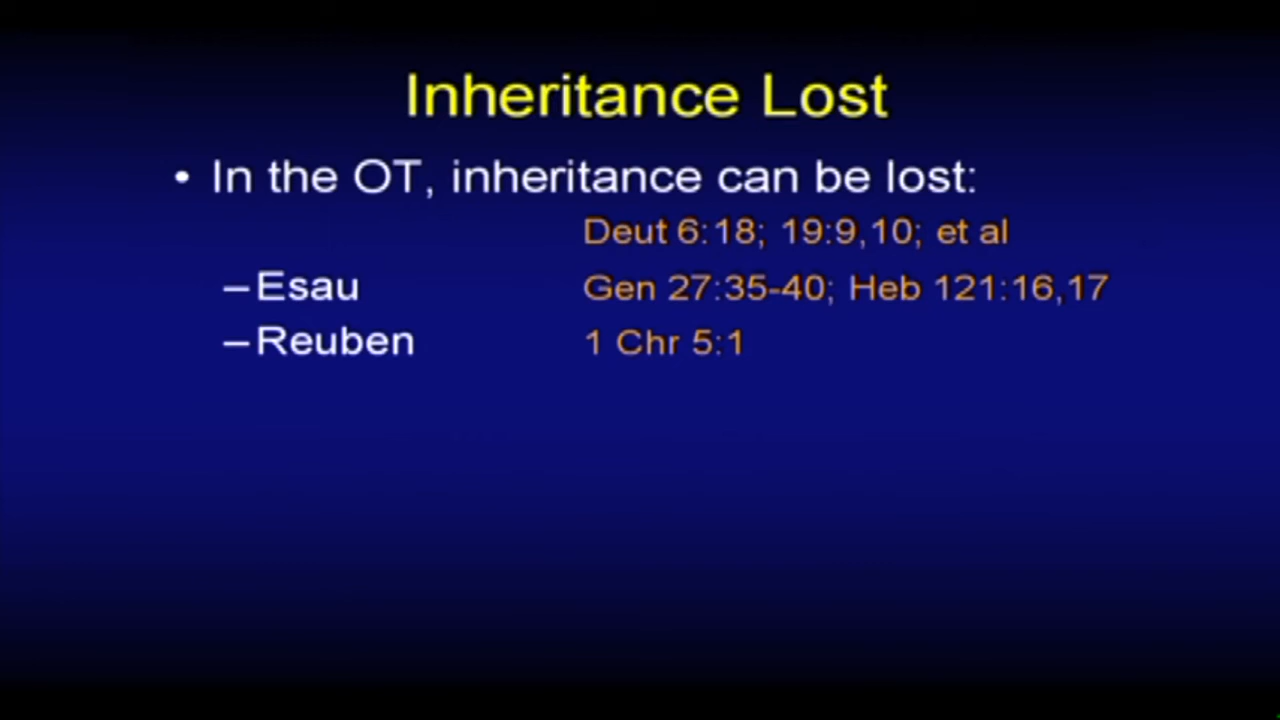 Inheritance Lost
• In the OT, inheritance can be lost:
Deut 6:18; 19:9,10; et al
–Esau Gen 27:35-40; Heb 121:16,17
–Reuben 1 Chr 5:1